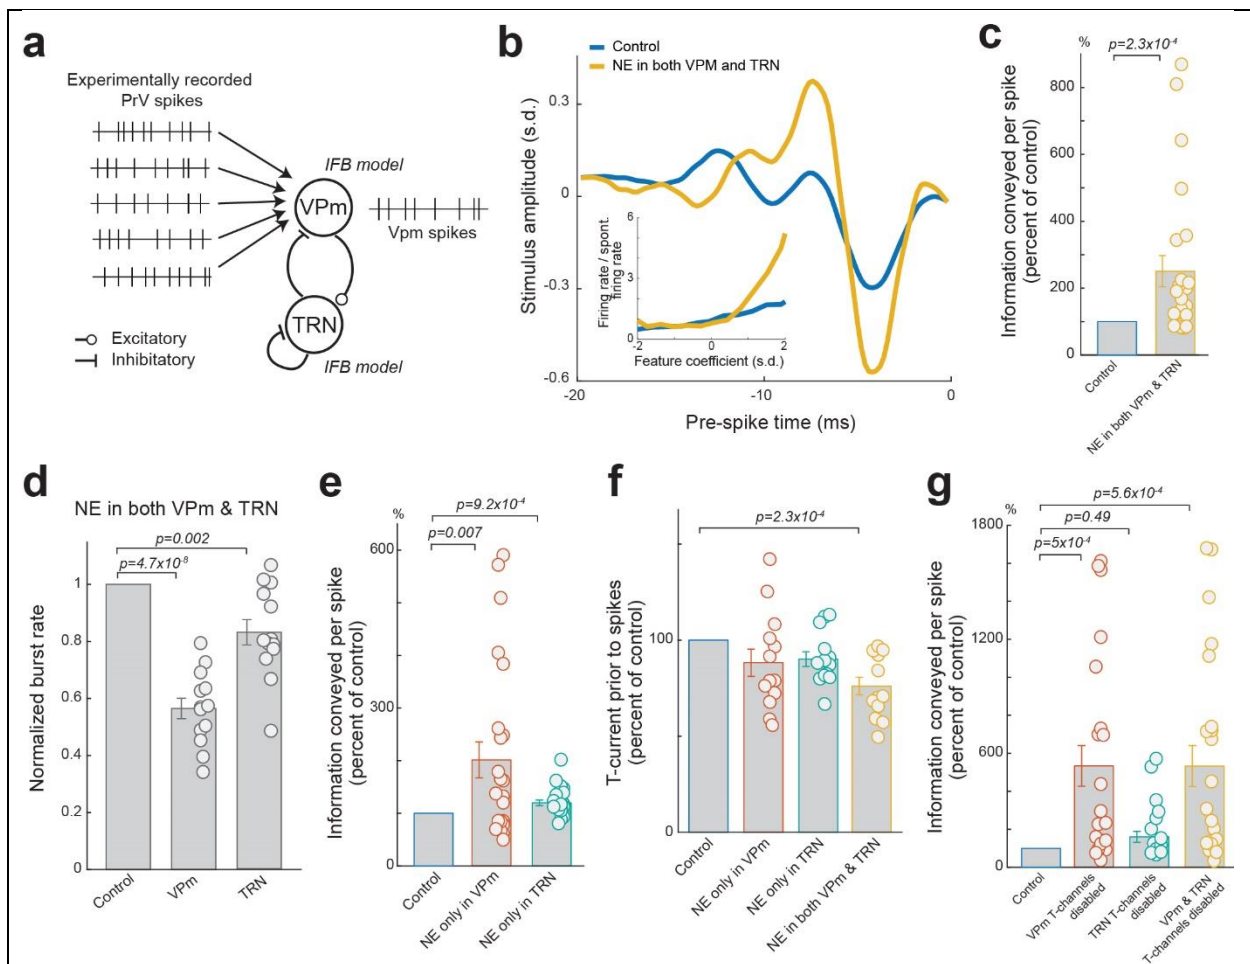 a
Experimentally recorded
PrV spikes
IFB model
VPm
Vpm spikes
TRN
IFB model
Excitatory
Inhibitatory
b
Control
NE in both VPM and TRN
Stimulus amplitude (s.d.)
0.3
0
-0.3
-0.6
-20
-10
0
Pre-spike time (ms)
Firing rate / spont.
firing rate
6
3
0
-2
0
2
Feature coefficient (s.d.)
c
%
p=2.3x10-4
Information conveyed per spike
(percent of control)
800
600
400
200
0
Control
NE in both VPm & TRN
d
NE in both VPm & TRN
p=0.002
p=4.7x10-8
Normalized burst rate
1
0.8
0.6
0.4
0.2
0
Control
VPm
TRN
e
%
p=9.2x10-4
p=0.007
Information conveyed per spike
(percent of control)
600
300
0
Control
NE only in VPm
NE only in TRN
f
p=2.3x10-4
T-current prior to spikes
(percent of control)
100
0
Control
NE only in VPm
NE only in TRN
NE in both VPm & TRN
g
%
p=5.6x10-4
p=0.49
p=5x10-4
Information conveyed per spike
(percent of control)
1800
1200
600
0
Control
VPm T-channels
disabled
TRN T-channels
disabled
VPm & TRN
T-channels disabled